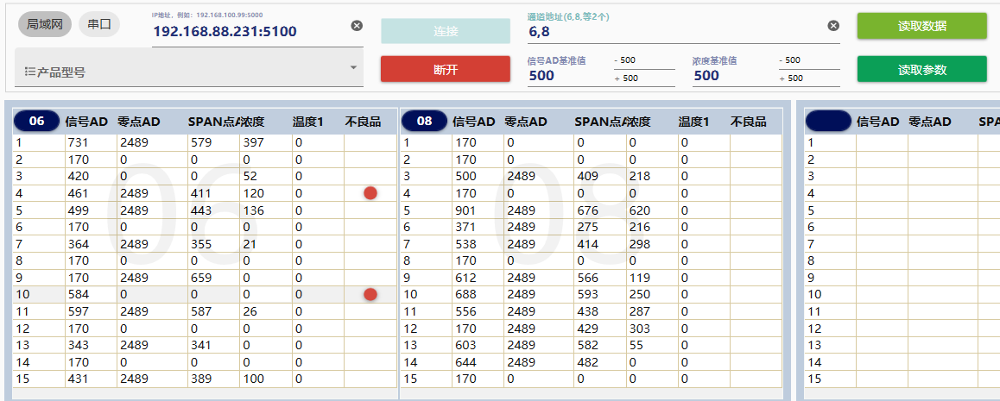 局域网 串口 IP地址，例如：192.168.100.99:5000
192.168.88.231:5100
连接 通道地址(6,8,等2个)
6,8
读取数据
产品型号 断开 信号AD基准值 - 500 浓度基准值 - 500 读取参数
500 + 500 500 + 500
06 信号AD 零点AD SPAN点A 浓度 温度1 不良品 08 信号AD 零点AD SPAN点A 浓度 温度1 不良品 信号AD 零点AD SPA
1 731 2489 579 397 0 1 170 0 0 0 0 1
2 170 0 0 0 0 2 170 0 0 0 0 2
3 420 0 0 52 0 3 500 2489 409 218 0 3
4 461 2489 411 120 0 4 170 0 0 0 0 4
5 499 2489 443 136 0 5 901 2489 676 620 0 5
6 170 0 0 0 0 6 371 2489 275 216 0 6
7 364 2489 355 21 0 7 538 2489 414 298 0 7
8 170 0 0 0 0 8 170 0 0 0 0 8
9 170 2489 659 0 0 9 612 2489 566 119 0 9
10 584 0 0 0 0 10 688 2489 593 250 0 10
11 597 2489 587 26 0 11 556 2489 438 287 0 11
12 170 0 0 0 0 12 170 2489 429 303 0 12
13 343 2489 341 0 0 13 603 2489 582 55 0 13
14 170 0 0 0 0 14 644 2489 482 0 0 14
15 431 2489 389 100 0 15 170 0 0 0 0 15
06 08